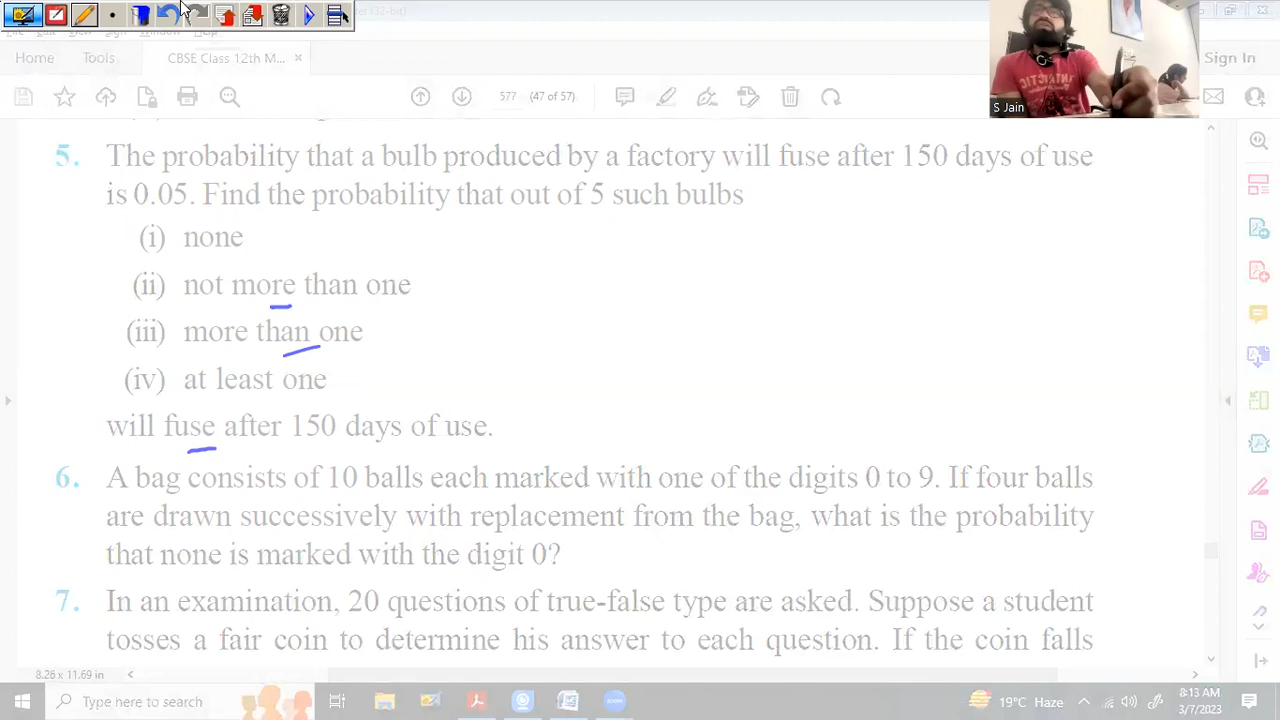 (32-bit)
Sign
Window
Help
Home
Tools
CBSE Class 12th M...
Sign In
577
(47 of 57)
S Jain
5. The probability that a bulb produced by a factory will fuse after 150 days of use
is 0.05. Find the probability that out of 5 such bulbs
(i) none
(ii) not more than one
(iii) more than one
(iv) at least one
will fuse after 150 days of use.
6. A bag consists of 10 balls each marked with one of the digits 0 to 9. If four balls
are drawn successively with replacement from the bag, what is the probability
that none is marked with the digit 0?
7. In an examination, 20 questions of true-false type are asked. Suppose a student
tosses a fair coin to determine his answer to each question. If the coin falls
8.26 x 11.69 in
Type here to search
19°C Haze
8:13 AM
3/7/2023